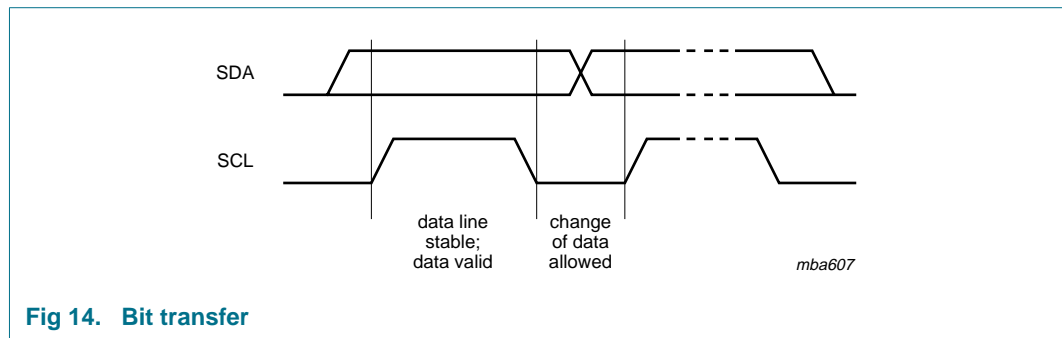 SDA
SCL
data line
stable;
data valid
change
of data
allowed
mba607
Fig 14. Bit transfer